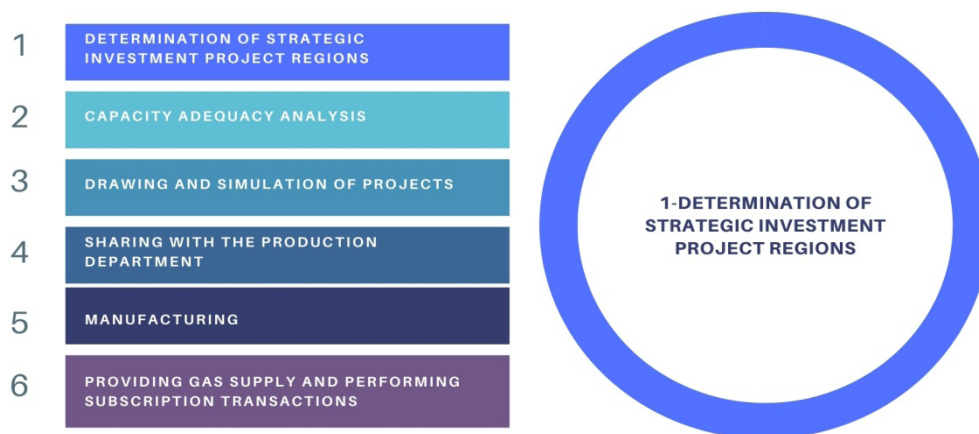 1
DETERMINATION OF STRATEGIC
INVESTMENT PROJECT REGIONS
2
CAPACITY ADEQUACY ANALYSIS
3
DRAWING AND SIMULATION OF PROJECTS
4
SHARING WITH THE PRODUCTION
DEPARTMENT
5
MANUFACTURING
6
PROVIDING GAS SUPPLY AND PERFORMING
SUBSCRIPTION TRANSACTIONS
1-DETERMINATION OF
STRATEGIC INVESTMENT
PROJECT REGIONS